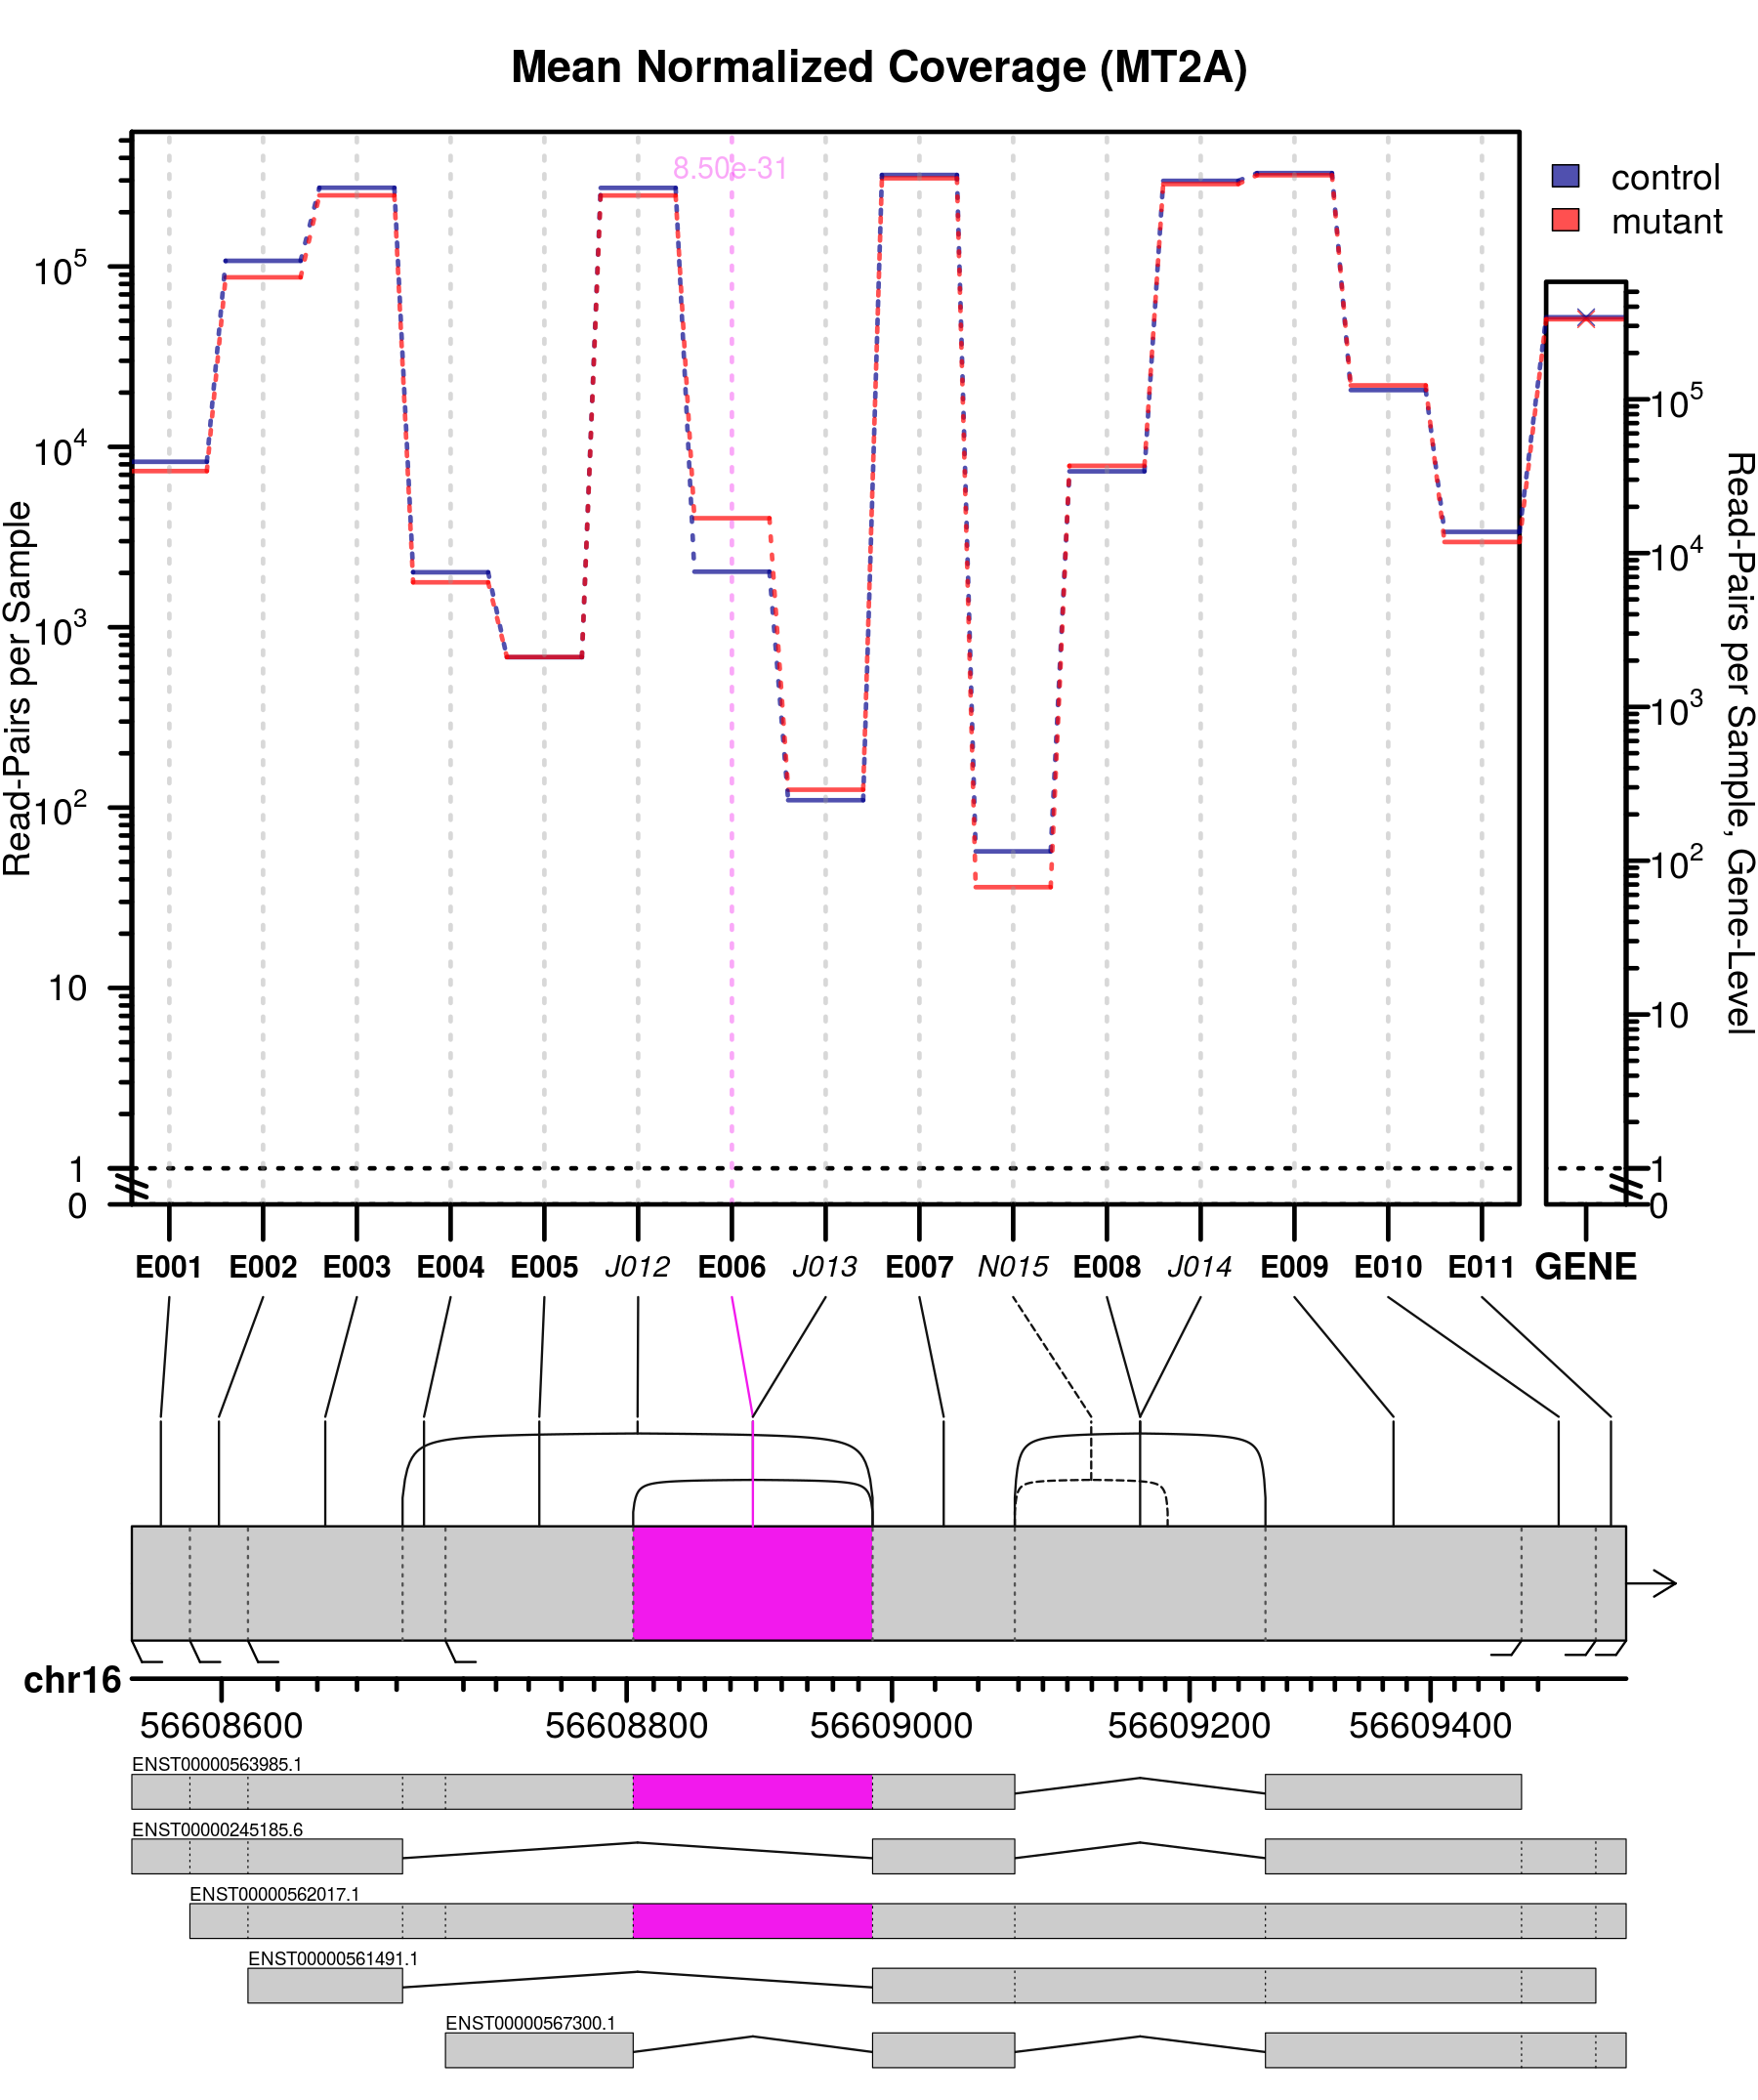 Mean Normalized Coverage (MT2A)
8.50e-31
control
mutant
Read-Pairs per Sample
10^5
10^4
10^3
10^2
10
1
0
Read-Pairs per Sample, Gene-Level
10^5
10^4
10^3
10^2
10
1
0
E001 E002 E003 E004 E005 J012 E006 J013 E007 N015 E008 J014 E009 E010 E011 GENE
chr16
56608600 56608800 56609000 56609200 56609400
ENST00000563985.1
ENST00000245185.6
ENST00000562017.1
ENST00000561491.1
ENST00000567300.1